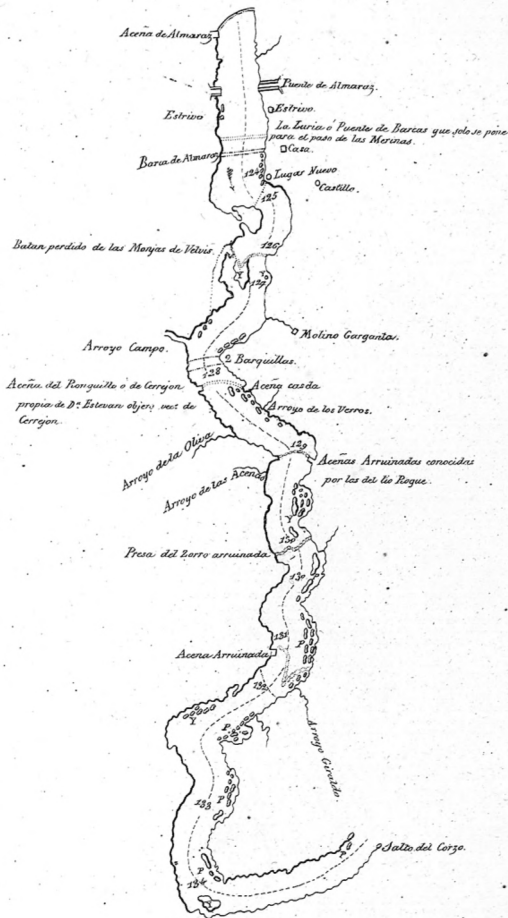 Aceña de Almaraz
Puente de Almaraz.
Estrivo
Estrivo.
La Luria ó Puente de Barcas que solo se pone
para el paso de las Merinas.
Casa.
Barca de Almaraz
124
Lugar Nuevo
Castillo.
125
126
Batan perdido de las Monjas de Velvis.
Y
Y
127
Molino Garganta.
Arroyo Campo.
2 Barquillas.
128
Aceña del Ronquillo ó de Cerrejon
propia de Dn. Estevan objero vec.º de
Cerrejon.
Aceña caida
Arroyo de los Verros.
129
Arroyo de la Oliva
Aceñas Arruinadas conocidas
por las del tio Roque.
Arroyo de las Aceñas
Y
130
Presa del Zorro arruinada
130
131
P
Acena Arruinada
132
Y
P
Arroyo Giraldo.
P
133
Salto del Corzo.
P
P
134
Y